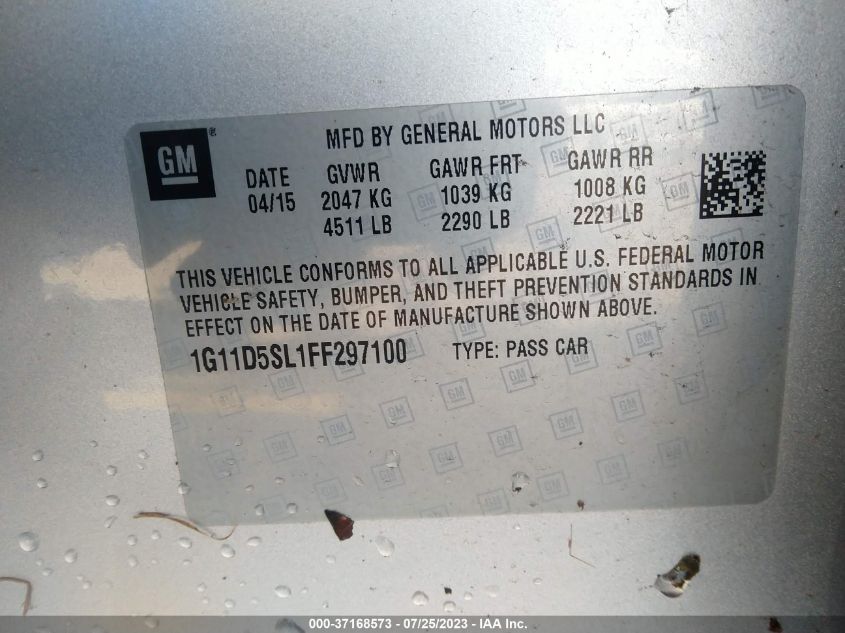 GM ®
MFD BY GENERAL MOTORS LLC
DATE GVWR GAWR FRT GAWR RR
04/15 2047 KG 1039 KG 1008 KG
4511 LB 2290 LB 2221 LB
THIS VEHICLE CONFORMS TO ALL APPLICABLE U.S. FEDERAL MOTOR
VEHICLE SAFETY, BUMPER, AND THEFT PREVENTION STANDARDS IN
EFFECT ON THE DATE OF MANUFACTURE SHOWN ABOVE.
1G11D5SL1FF297100 TYPE: PASS CAR
000-37168573 - 07/25/2023 - IAA Inc.